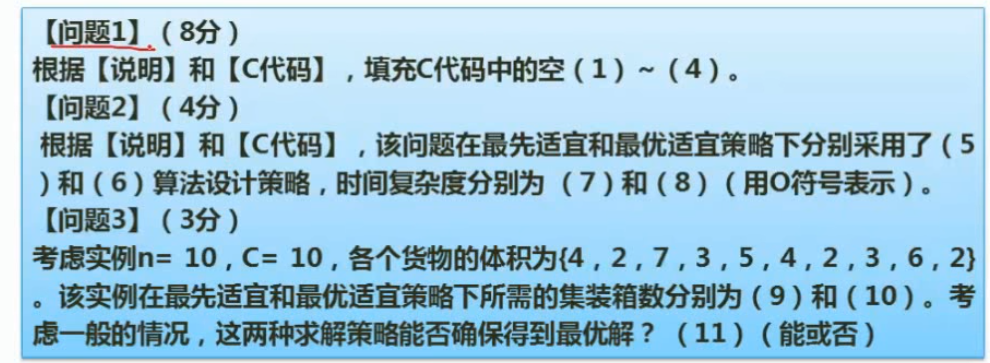 【问题1】（8分）
根据【说明】和【C代码】，填充C代码中的空（1）~（4）。
【问题2】（4分）
根据【说明】和【C代码】，该问题在最先适宜和最优适宜策略下分别采用了（5
）和（6）算法设计策略，时间复杂度分别为 （7）和（8）（用O符号表示）。
【问题3】（3分）
考虑实例n= 10，C= 10，各个货物的体积为{4，2，7，3，5，4，2，3，6，2}
。该实例在最先适宜和最优适宜策略下所需的集装箱数分别为（9）和（10）。考
虑一般的情况，这两种求解策略能否确保得到最优解？（11）（能或否）